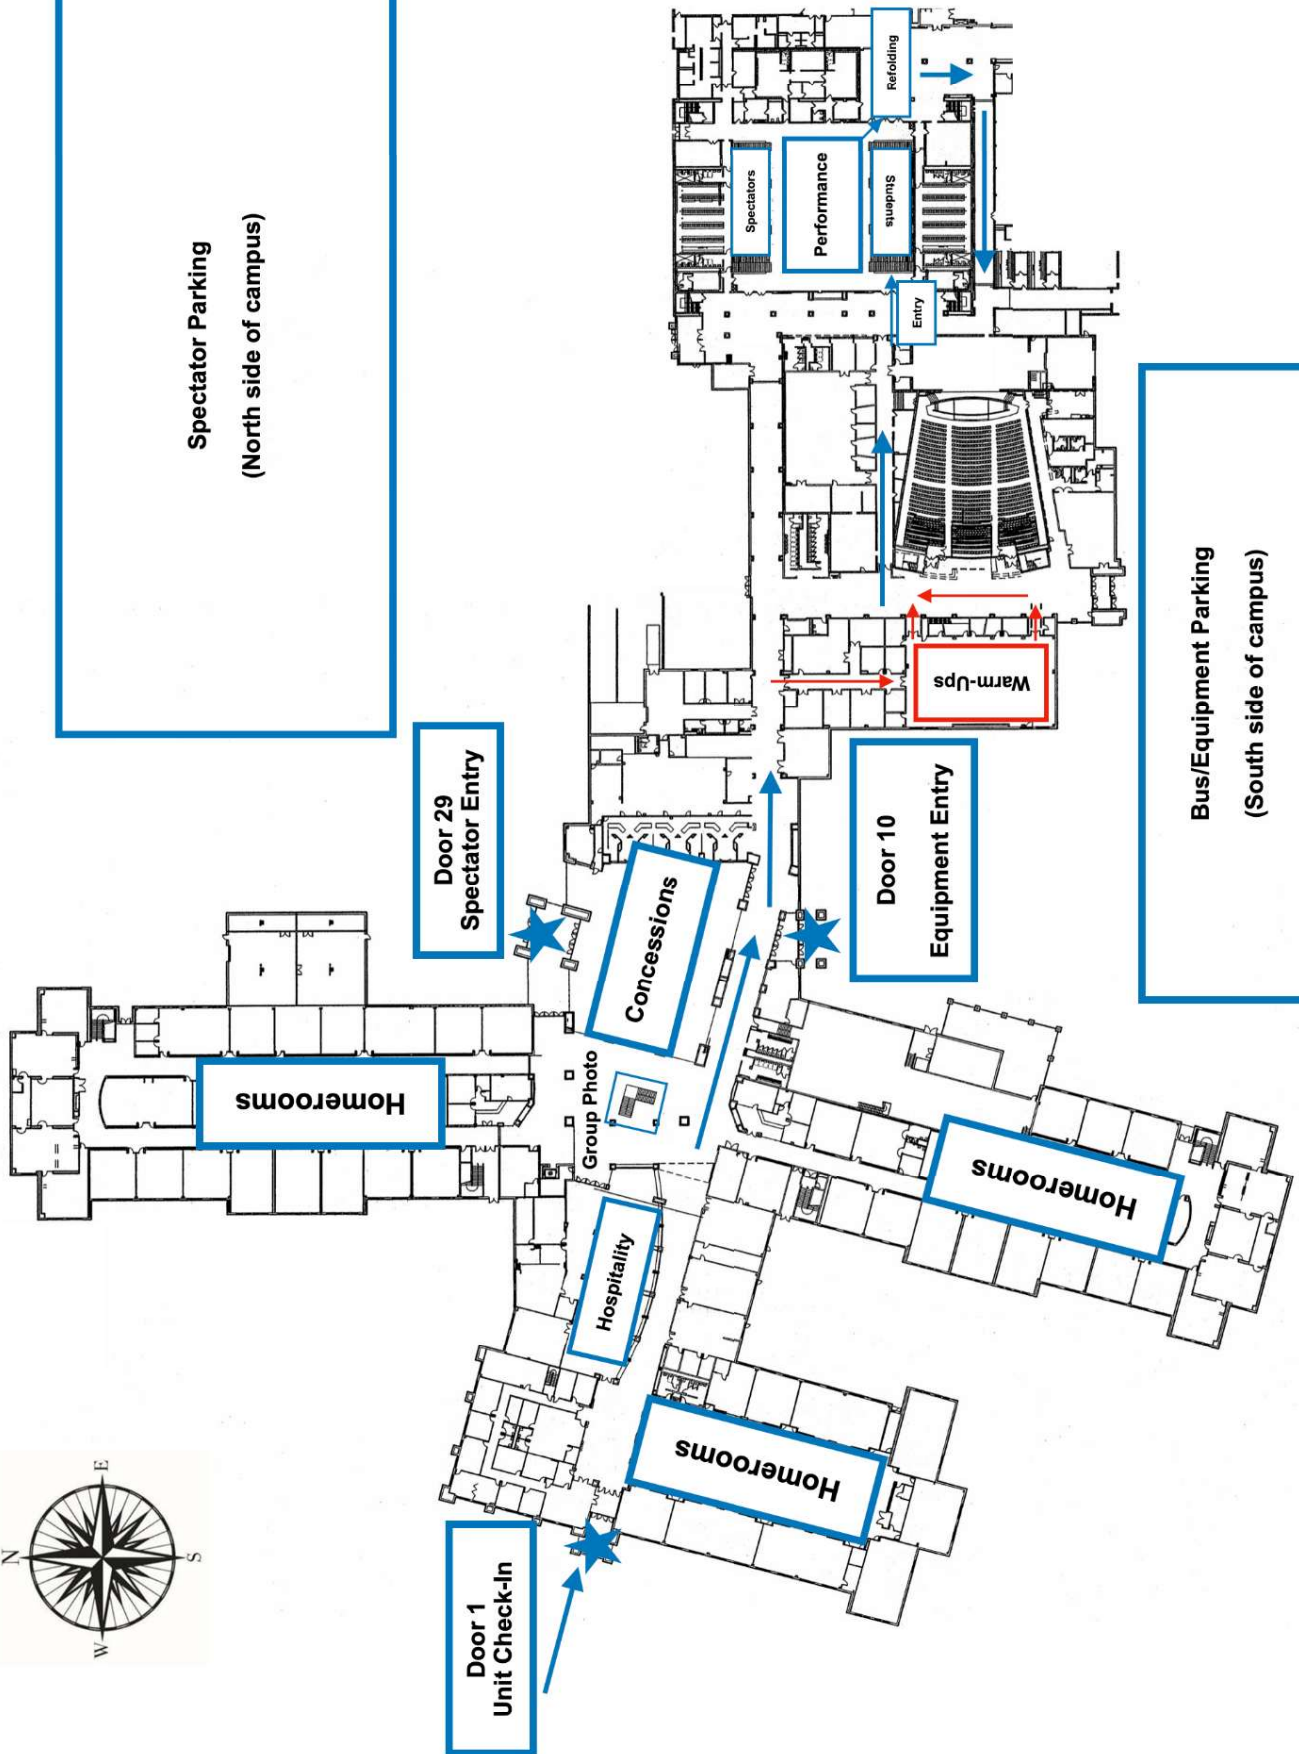 N
E
S
W
Spectator Parking
(North side of campus)
Door 29
Spectator Entry
Homerooms
Group Photo
Concessions
Hospitality
Door 1
Unit Check-In
Homerooms
Homerooms
Door 10
Equipment Entry
Warm-Ups
Entry
Spectators
Performance
Students
Refolding
Bus/Equipment Parking
(South side of campus)